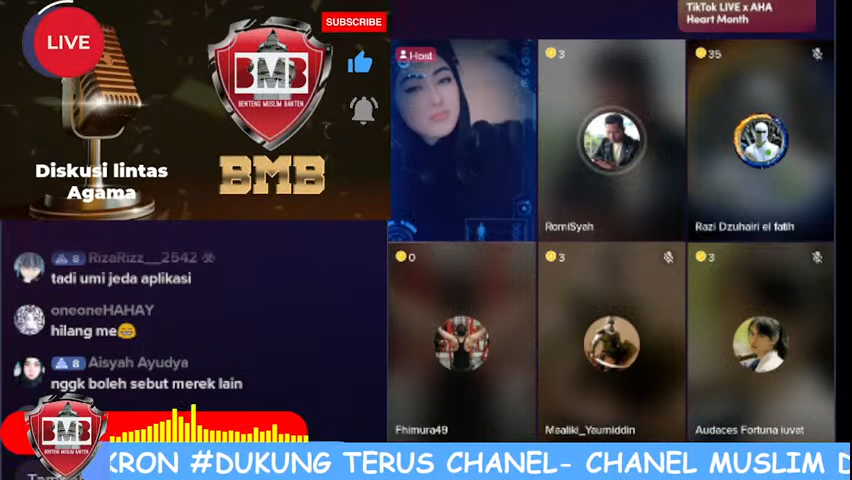 LIVE
SUBSCRIBE
BMB
BENTENG MUSLIM BANTEN
BMB
Diskusi lintas
Agama
TikTok LIVE x AHA
Heart Month
Host
3
35
RomiSyah
Razi Dzuhairi el fatih
0
3
3
Fhimura49
Maaliki_Yaumiddin
Audaces Fortuna iuvat
8 RizaRizz__2542
tadi umi jeda aplikasi
oneoneHAHAY
hilang me😂
8 Aisyah Ayudya
nggk boleh sebut merek lain
BMB
KRON #DUKUNG TERUS CHANEL- CHANEL MUSLIM D